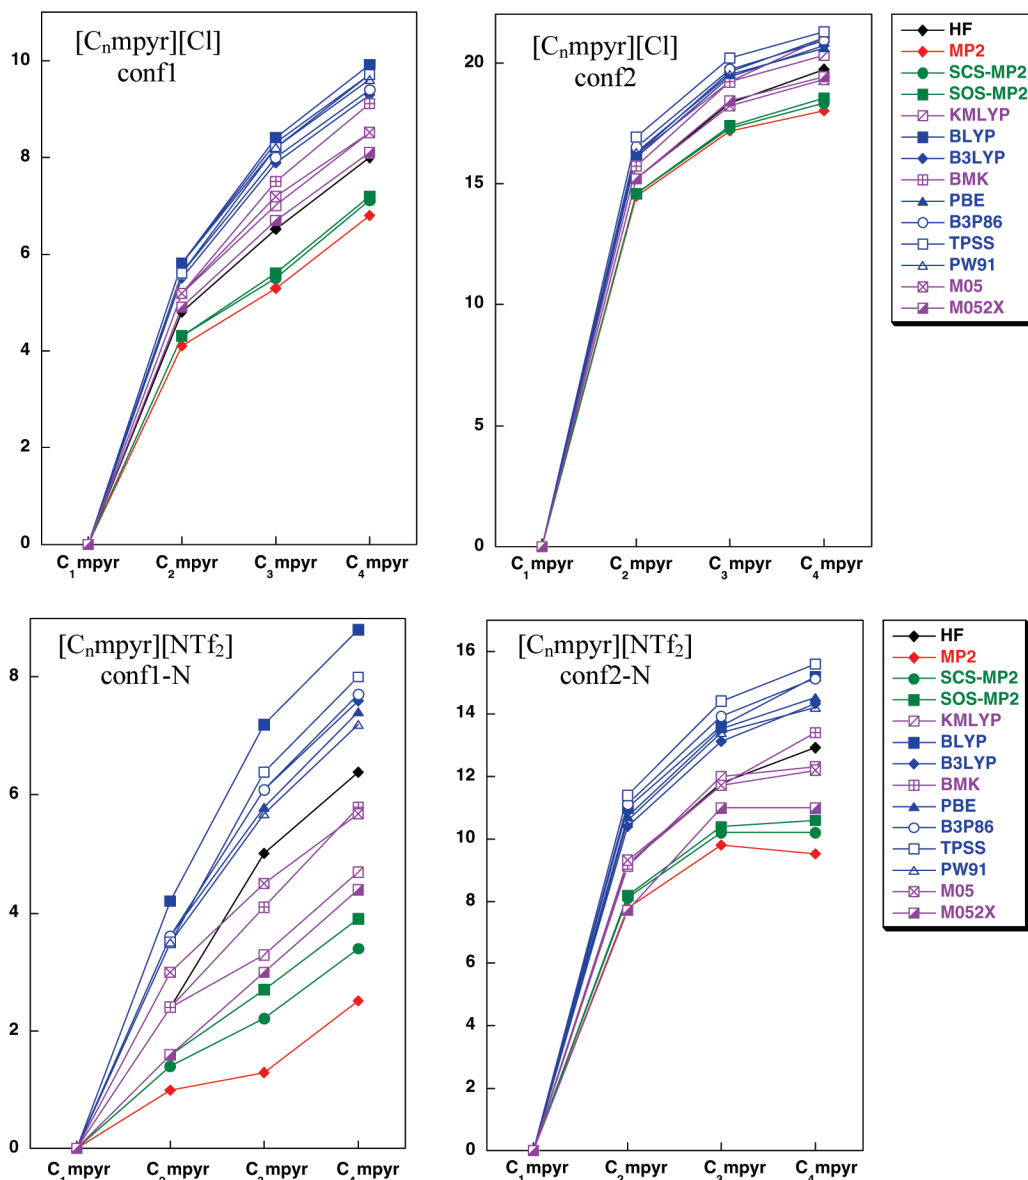 [Cₙmpyr][Cl]
conf1
10
8
6
4
2
0
C₁mpyr C₂mpyr C₃mpyr C₄mpyr
[Cₙmpyr][Cl]
conf2
20
15
10
5
0
C₁mpyr C₂mpyr C₃mpyr C₄mpyr
HF
MP2
SCS-MP2
SOS-MP2
KMLYP
BLYP
B3LYP
BMK
PBE
B3P86
TPSS
PW91
M05
M052X
[Cₙmpyr][NTf₂]
conf1-N
8
6
4
2
0
C₁mpyr C₂mpyr C₃mpyr C₄mpyr
[Cₙmpyr][NTf₂]
conf2-N
16
14
12
10
8
6
4
2
0
C₁mpyr C₂mpyr C₃mpyr C₄mpyr
HF
MP2
SCS-MP2
SOS-MP2
KMLYP
BLYP
B3LYP
BMK
PBE
B3P86
TPSS
PW91
M05
M052X